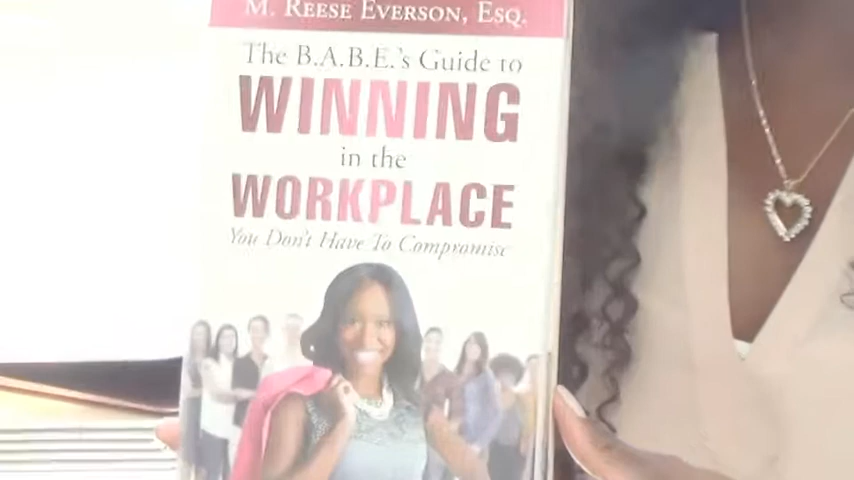 M. REESE EVERSON, ESQ.
The B.A.B.E.'s Guide to
WINNING
in the
WORKPLACE
You Don't Have To Compromise